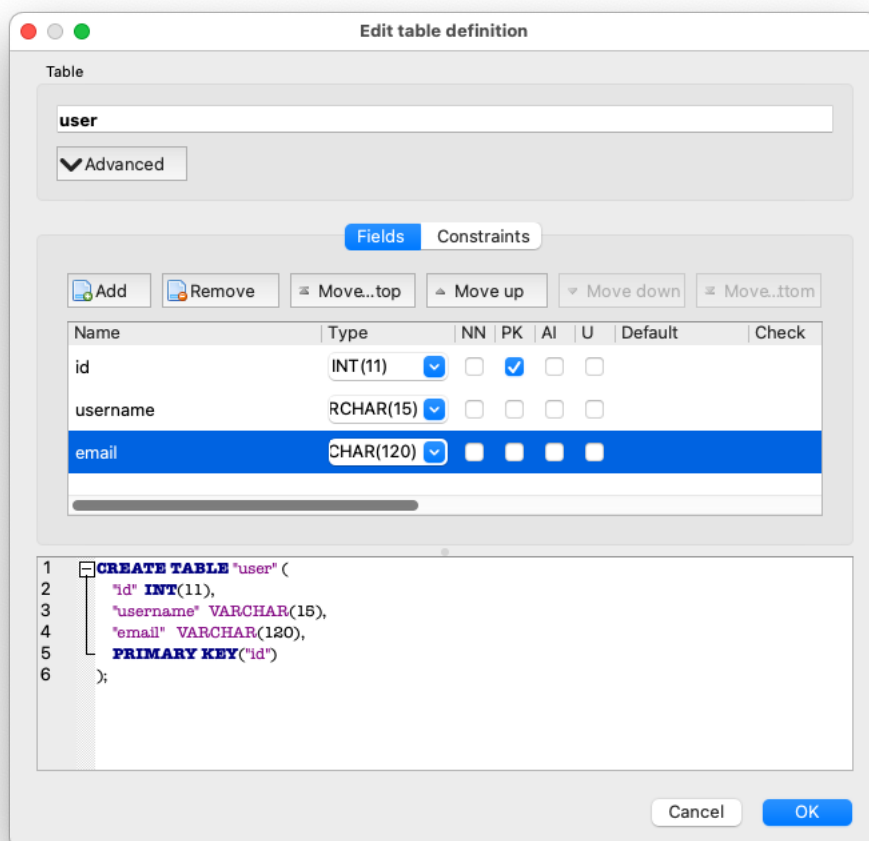 Edit table definition
Table
user
Advanced
Fields Constraints
Add Remove Move...top Move up Move down Move..ttom
Name Type NN PK AI U Default Check
id INT(11)
username RCHAR(15)
email CHAR(120)
1 CREATE TABLE "user" (
2 "id" INT(11),
3 "username" VARCHAR(15),
4 "email" VARCHAR(120),
5 PRIMARY KEY("id")
6 );
Cancel OK